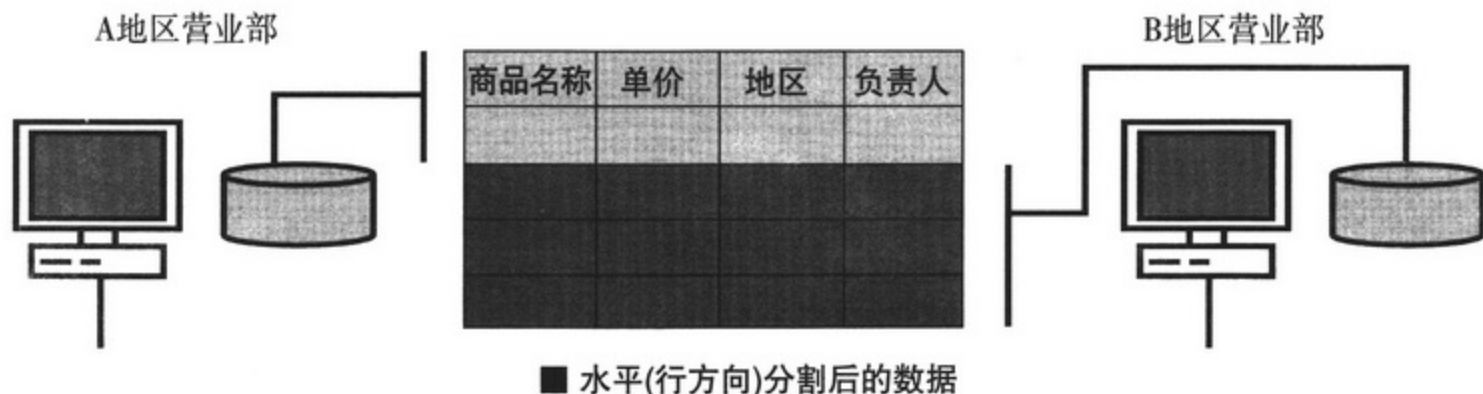 A地区营业部
B地区营业部
商品名称 单价 地区 负责人
■ 水平(行方向)分割后的数据